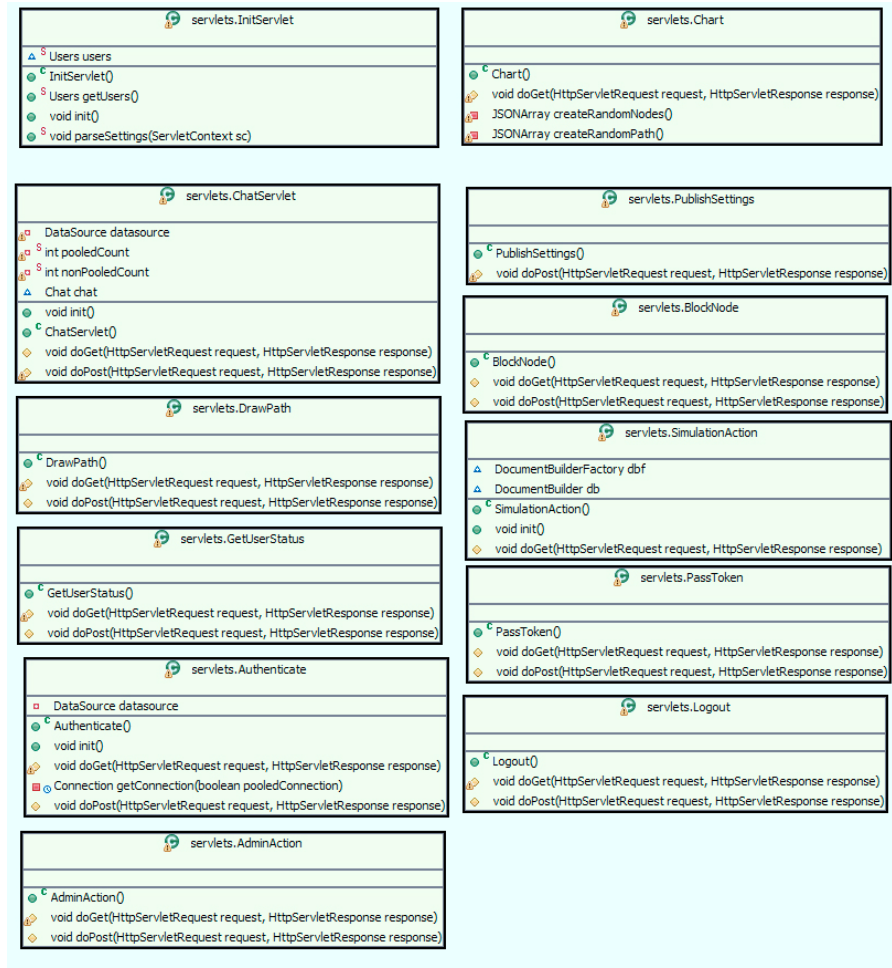 servlets.InitServlet
S Users users
C InitServlet()
S Users getUsers()
void init()
S void parseSettings(ServletContext sc)
servlets.Chart
C Chart()
void doGet(HttpServletRequest request, HttpServletResponse response)
JSONArray createRandomNodes()
JSONArray createRandomPath()
servlets.ChatServlet
DataSource datasource
S int pooledCount
S int nonPooledCount
Chat chat
void init()
C ChatServlet()
void doGet(HttpServletRequest request, HttpServletResponse response)
void doPost(HttpServletRequest request, HttpServletResponse response)
servlets.PublishSettings
C PublishSettings()
void doPost(HttpServletRequest request, HttpServletResponse response)
servlets.BlockNode
C BlockNode()
void doGet(HttpServletRequest request, HttpServletResponse response)
void doPost(HttpServletRequest request, HttpServletResponse response)
servlets.DrawPath
C DrawPath()
void doGet(HttpServletRequest request, HttpServletResponse response)
void doPost(HttpServletRequest request, HttpServletResponse response)
servlets.SimulationAction
DocumentBuilderFactory dbf
DocumentBuilder db
C SimulationAction()
void init()
void doGet(HttpServletRequest request, HttpServletResponse response)
servlets.GetUserStatus
C GetUserStatus()
void doGet(HttpServletRequest request, HttpServletResponse response)
void doPost(HttpServletRequest request, HttpServletResponse response)
servlets.PassToken
C PassToken()
void doGet(HttpServletRequest request, HttpServletResponse response)
void doPost(HttpServletRequest request, HttpServletResponse response)
servlets.Authenticate
DataSource datasource
C Authenticate()
void init()
void doGet(HttpServletRequest request, HttpServletResponse response)
Connection getConnection(boolean pooledConnection)
void doPost(HttpServletRequest request, HttpServletResponse response)
servlets.Logout
C Logout()
void doGet(HttpServletRequest request, HttpServletResponse response)
void doPost(HttpServletRequest request, HttpServletResponse response)
servlets.AdminAction
C AdminAction()
void doGet(HttpServletRequest request, HttpServletResponse response)
void doPost(HttpServletRequest request, HttpServletResponse response)